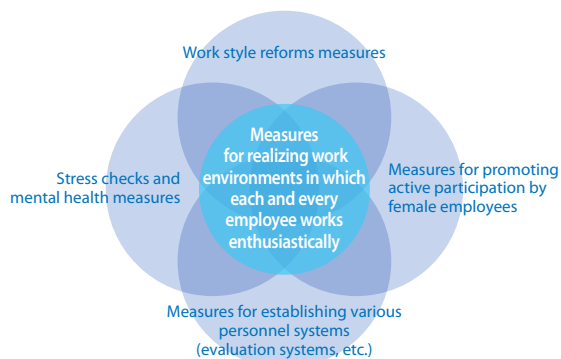 Work style reforms measures
Measures
for realizing work
environments in which
each and every
employee works
enthusiastically
Stress checks and
mental health measures
Measures for promoting
active participation by
female employees
Measures for establishing various
personnel systems
(evaluation systems, etc.)